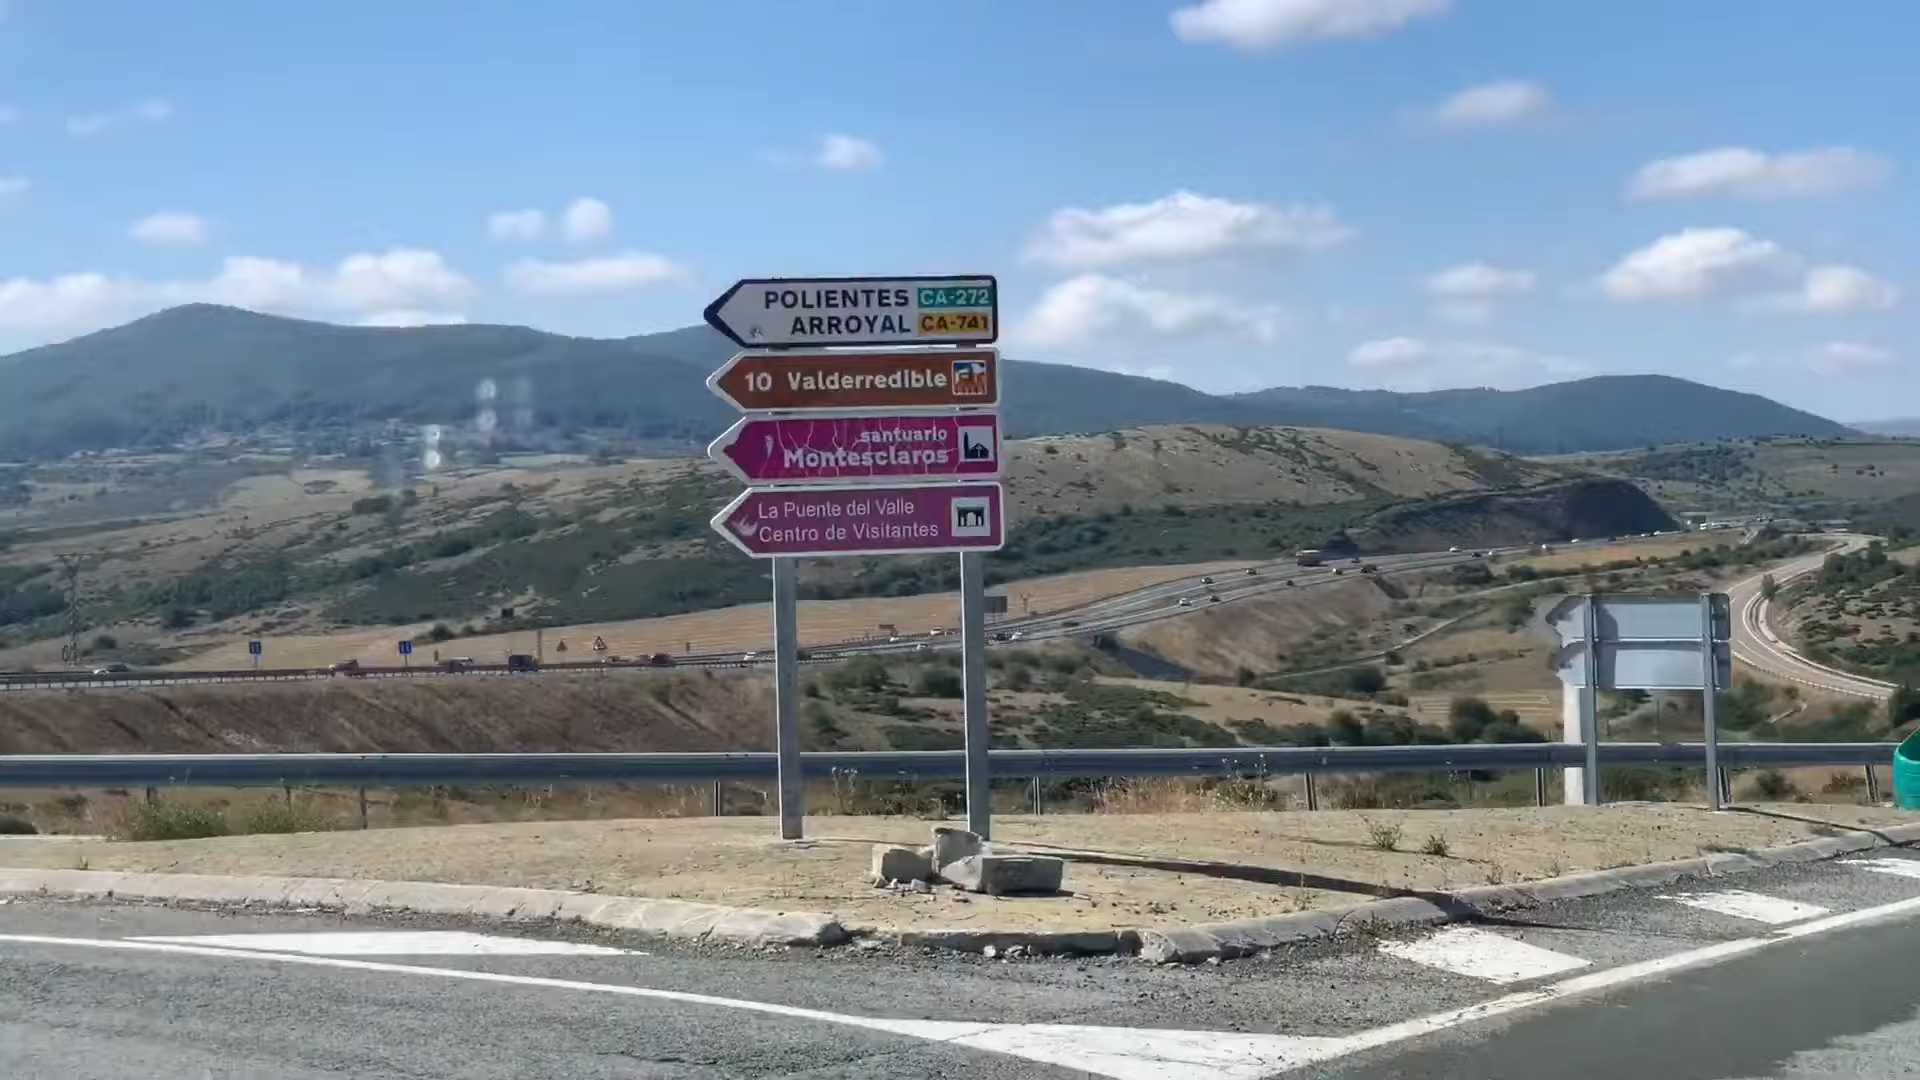 POLIENTES CA-272
ARROYAL CA-741
10 Valderredible
santuario
Montesclaros
La Puente del Valle
Centro de Visitantes